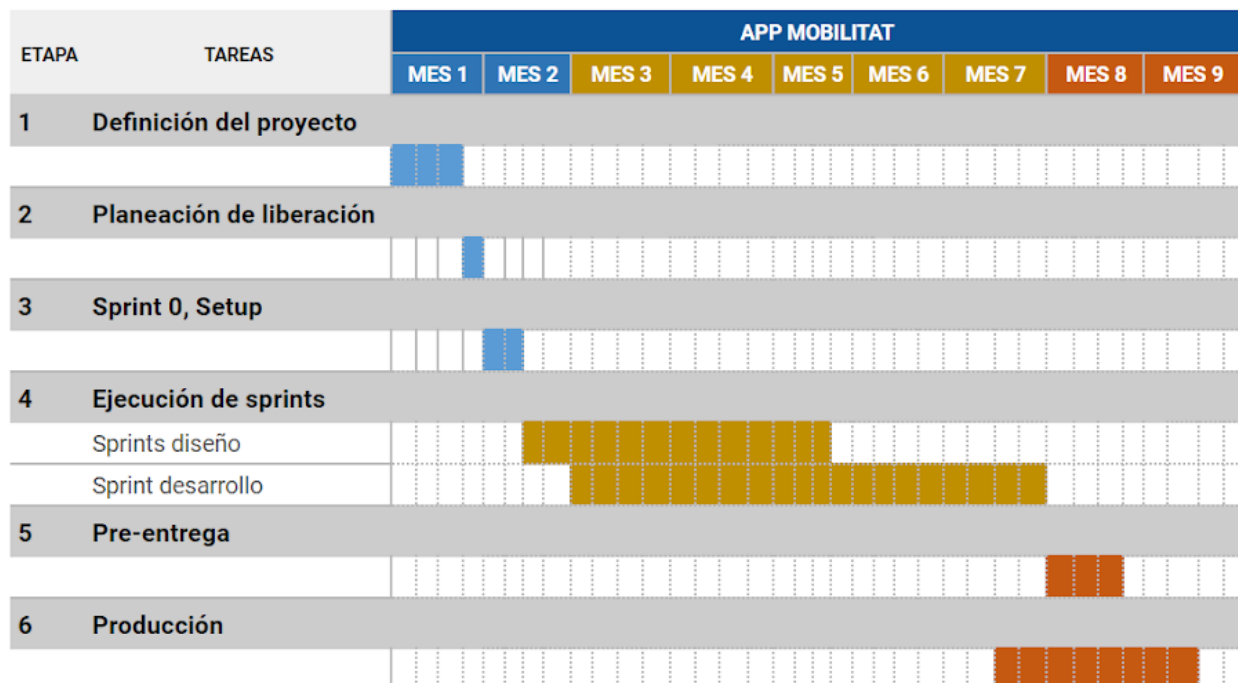 APP MOBILITAT
ETAPA TAREAS
MES 1 MES 2 MES 3 MES 4 MES 5 MES 6 MES 7 MES 8 MES 9
1 Definición del proyecto
2 Planeación de liberación
3 Sprint 0, Setup
4 Ejecución de sprints
Sprints diseño
Sprint desarrollo
5 Pre-entrega
6 Producción